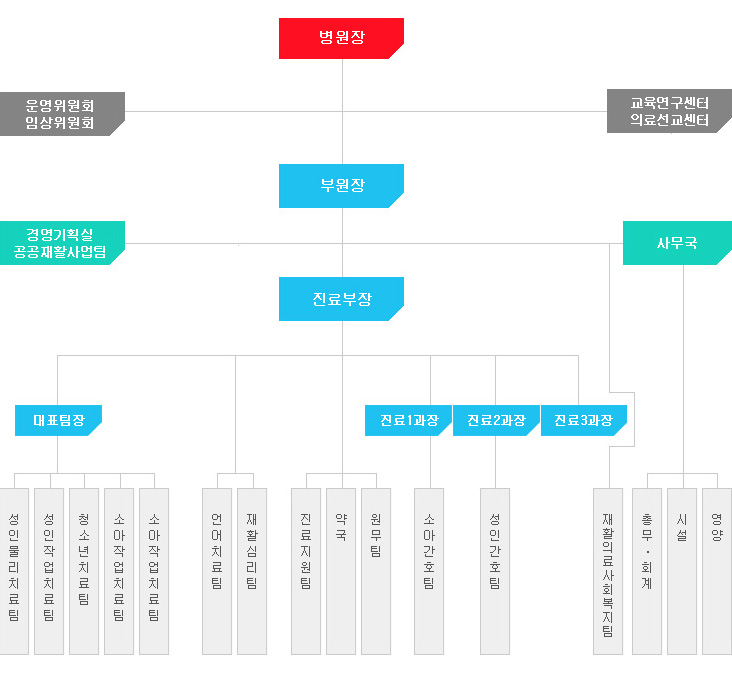 병원장
운영위원회
임상위원회
교육연구센터
의료선교센터
부원장
경영기획실
공공재활사업팀
사무국
진료부장
대표팀장
진료1과장
진료2과장
진료3과장
성인물리치료팀
성인작업치료팀
청소년치료팀
소아작업치료팀
소아작업치료팀
언어치료팀
재활심리팀
진료지원팀
약국
원무팀
소아간호팀
성인간호팀
재활의료사회복지팀
총무·회계
시설
영양